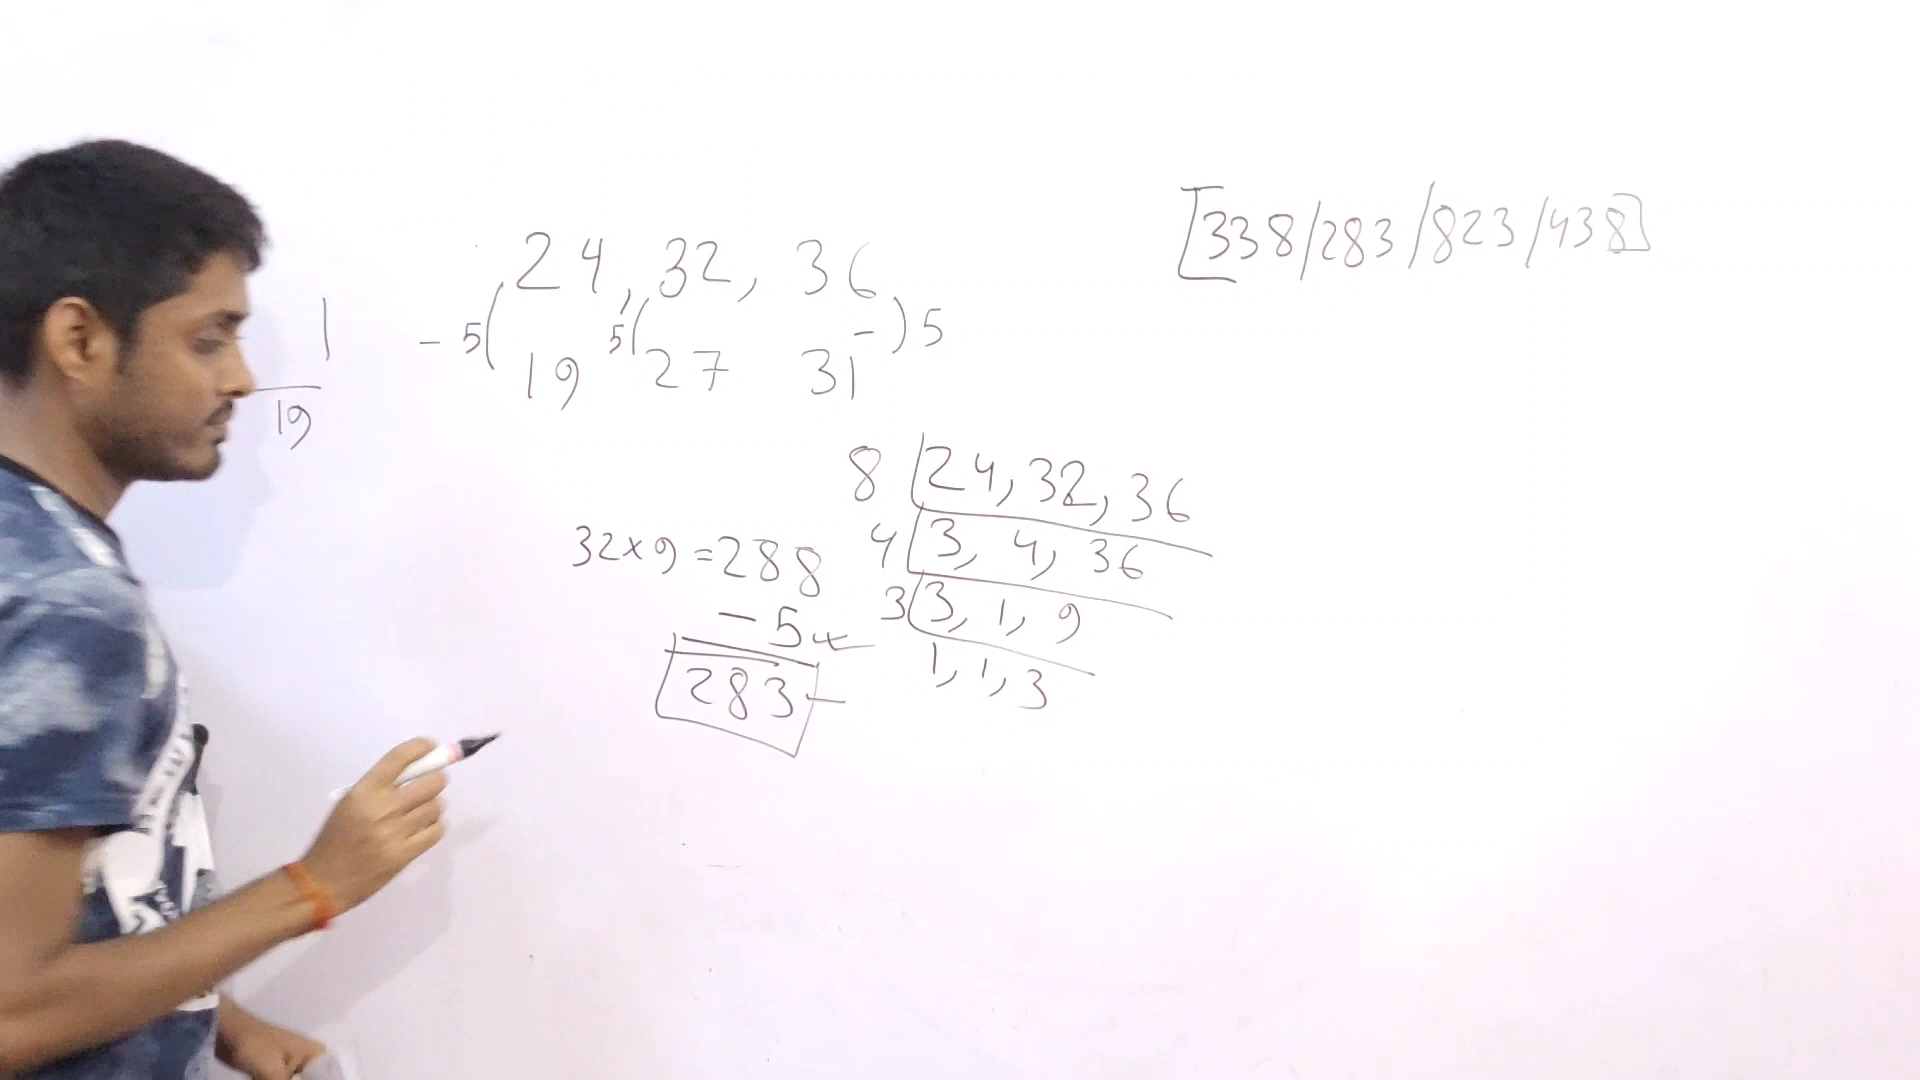 [338/283/823/438]
24, 32, 36
1
- 5( 5( - )5
19 27 31
19
8 24, 32, 36
4 3, 4, 36
32×9=288
3 3, 1, 9
- 5
1, 1, 3
283